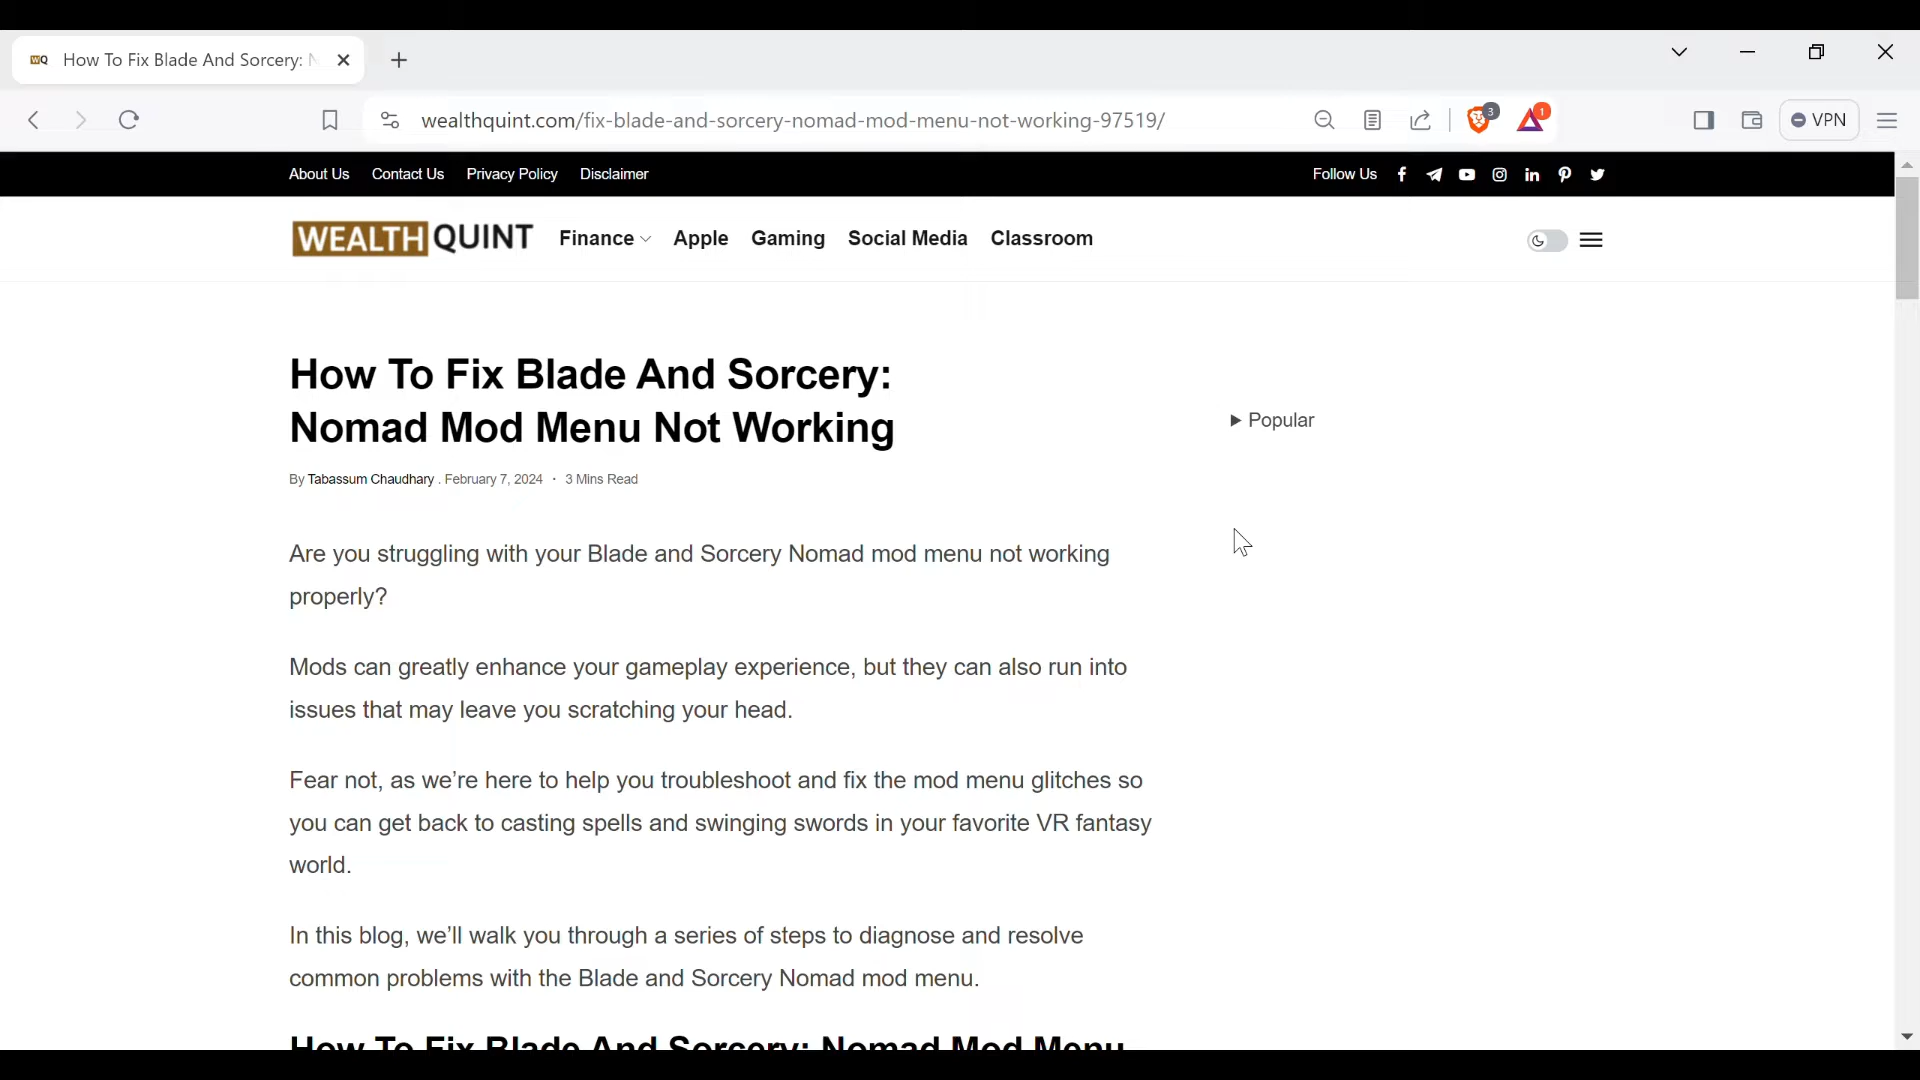 WQ How To Fix Blade And Sorcery: N
wealthquint.com/fix-blade-and-sorcery-nomad-mod-menu-not-working-97519/
3
1
VPN
About Us Contact Us Privacy Policy Disclaimer
Follow Us
WEALTH QUINT Finance Apple Gaming Social Media Classroom
How To Fix Blade And Sorcery:
Nomad Mod Menu Not Working
Popular
By Tabassum Chaudhary . February 7, 2024 · 3 Mins Read
Are you struggling with your Blade and Sorcery Nomad mod menu not working
properly?
Mods can greatly enhance your gameplay experience, but they can also run into
issues that may leave you scratching your head.
Fear not, as we’re here to help you troubleshoot and fix the mod menu glitches so
you can get back to casting spells and swinging swords in your favorite VR fantasy
world.
In this blog, we’ll walk you through a series of steps to diagnose and resolve
common problems with the Blade and Sorcery Nomad mod menu.
How To Fix Blade And Sorcery: Nomad Mod Menu